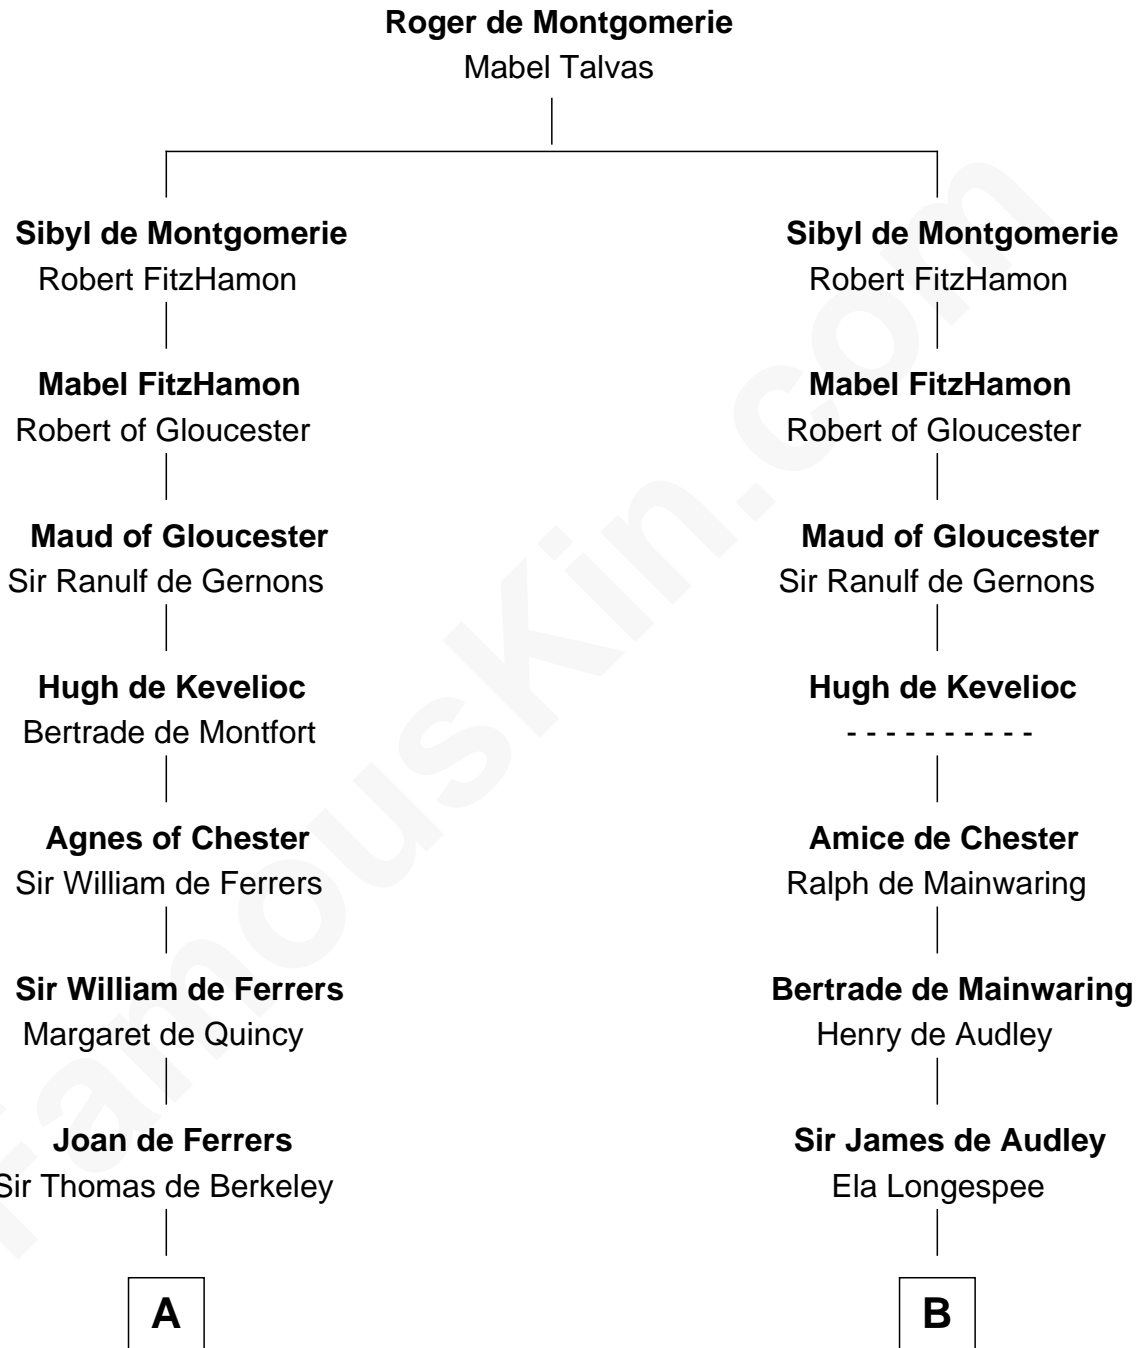 Roger de Montgomerie
Mabel Talvas
Sibyl de Montgomerie
Robert FitzHamon
Mabel FitzHamon
Robert of Gloucester
Maud of Gloucester
Sir Ranulf de Gernons
Hugh de Kevelioc
Bertrade de Montfort
Agnes of Chester
Sir William de Ferrers
Sir William de Ferrers
Margaret de Quincy
Joan de Ferrers
Sir Thomas de Berkeley
A
Sibyl de Montgomerie
Robert FitzHamon
Mabel FitzHamon
Robert of Gloucester
Maud of Gloucester
Sir Ranulf de Gernons
Hugh de Kevelioc
- - - - - - - - - -
Amice de Chester
Ralph de Mainwaring
Bertrade de Mainwaring
Henry de Audley
Sir James de Audley
Ela Longespee
B
FamousKin.com